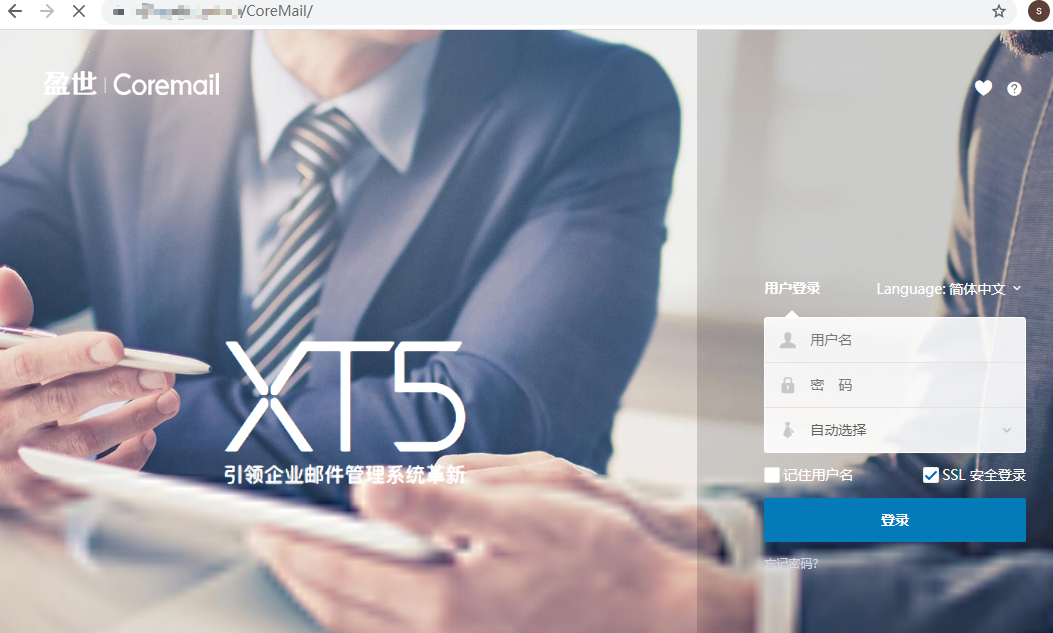 /CoreMail/
S
盈世 | Coremail
?
用户登录 Language: 简体中文
用户名
密 码
自动选择
XT5
引领企业邮件管理系统革新
记住用户名 SSL 安全登录
登录
忘记密码?